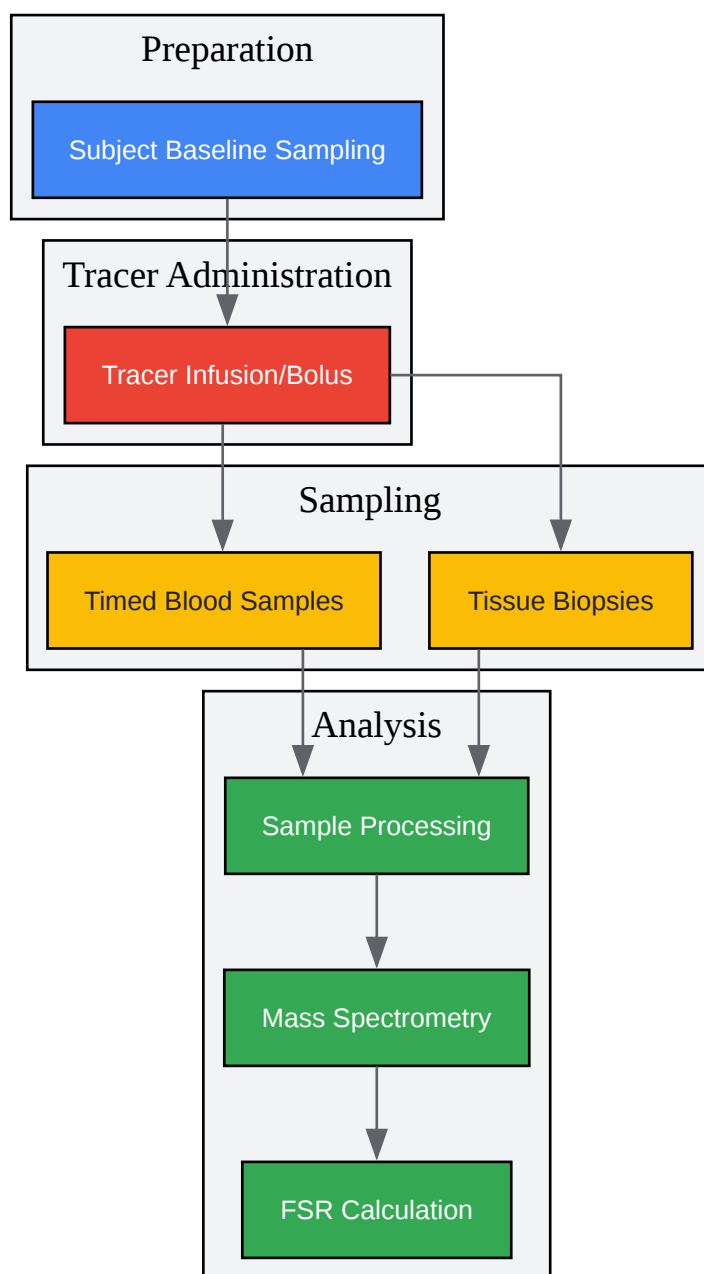 Preparation
Subject Baseline Sampling
Tracer Administration
Tracer Infusion/Bolus
Sampling
Timed Blood Samples
Tissue Biopsies
Analysis
Sample Processing
Mass Spectrometry
FSR Calculation